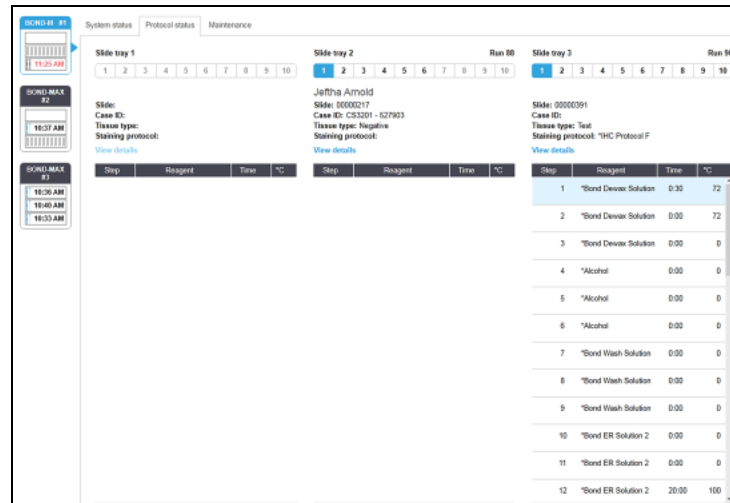 BOND-III #1
11:25 AM
BOND-MAX
#2
10:37 AM
BOND-MAX
#3
10:36 AM
10:40 AM
10:33 AM
System status Protocol status Maintenance
Slide tray 1
1 2 3 4 5 6 7 8 9 10
Slide:
Case ID:
Tissue type:
Staining protocol:
View details
Step Reagent Time °C
Slide tray 2 Run 88
1 2 3 4 5 6 7 8 9 10
Jeftha Arnold
Slide: 00000217
Case ID: CS3201 - 527903
Tissue type: Negative
Staining protocol:
View details
Step Reagent Time °C
Slide tray 3 Run 
1 2 3 4 5 6 7 8 9 10
Slide: 00000391
Case ID:
Tissue type: Test
Staining protocol: *IHC Protocol F
View details
Step Reagent Time °C
1 *Bond Dewax Solution 0:30 72
2 *Bond Dewax Solution 0:00 72
3 *Bond Dewax Solution 0:00 0
4 *Alcohol 0:00 0
5 *Alcohol 0:00 0
6 *Alcohol 0:00 0
7 *Bond Wash Solution 0:00 0
8 *Bond Wash Solution 0:00 0
9 *Bond Wash Solution 0:00 0
10 *Bond ER Solution 2 0:00 0
11 *Bond ER Solution 2 0:00 0
12 *Bond ER Solution 2 20:00 100